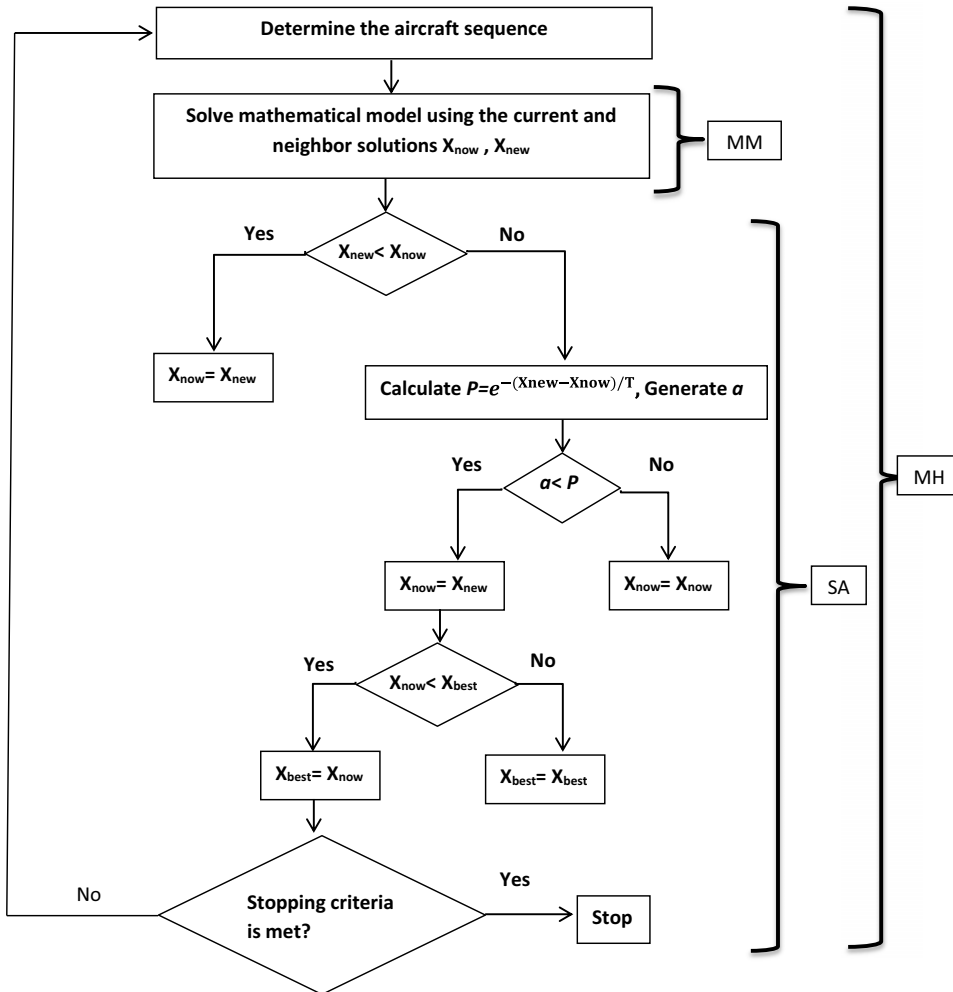 Determine the aircraft sequence
Solve mathematical model using the current and
neighbor solutions Xnow , Xnew
MM
Yes
No
Xnew< Xnow
Xnow= Xnew
Calculate P=e−(Xnew−Xnow)/T, Generate a
Yes
No
a< P
MH
Xnow= Xnew
Xnow= Xnow
SA
Yes
No
Xnow< Xbest
Xbest= Xnow
Xbest= Xbest
No
Yes
Stopping criteria
is met?
Stop